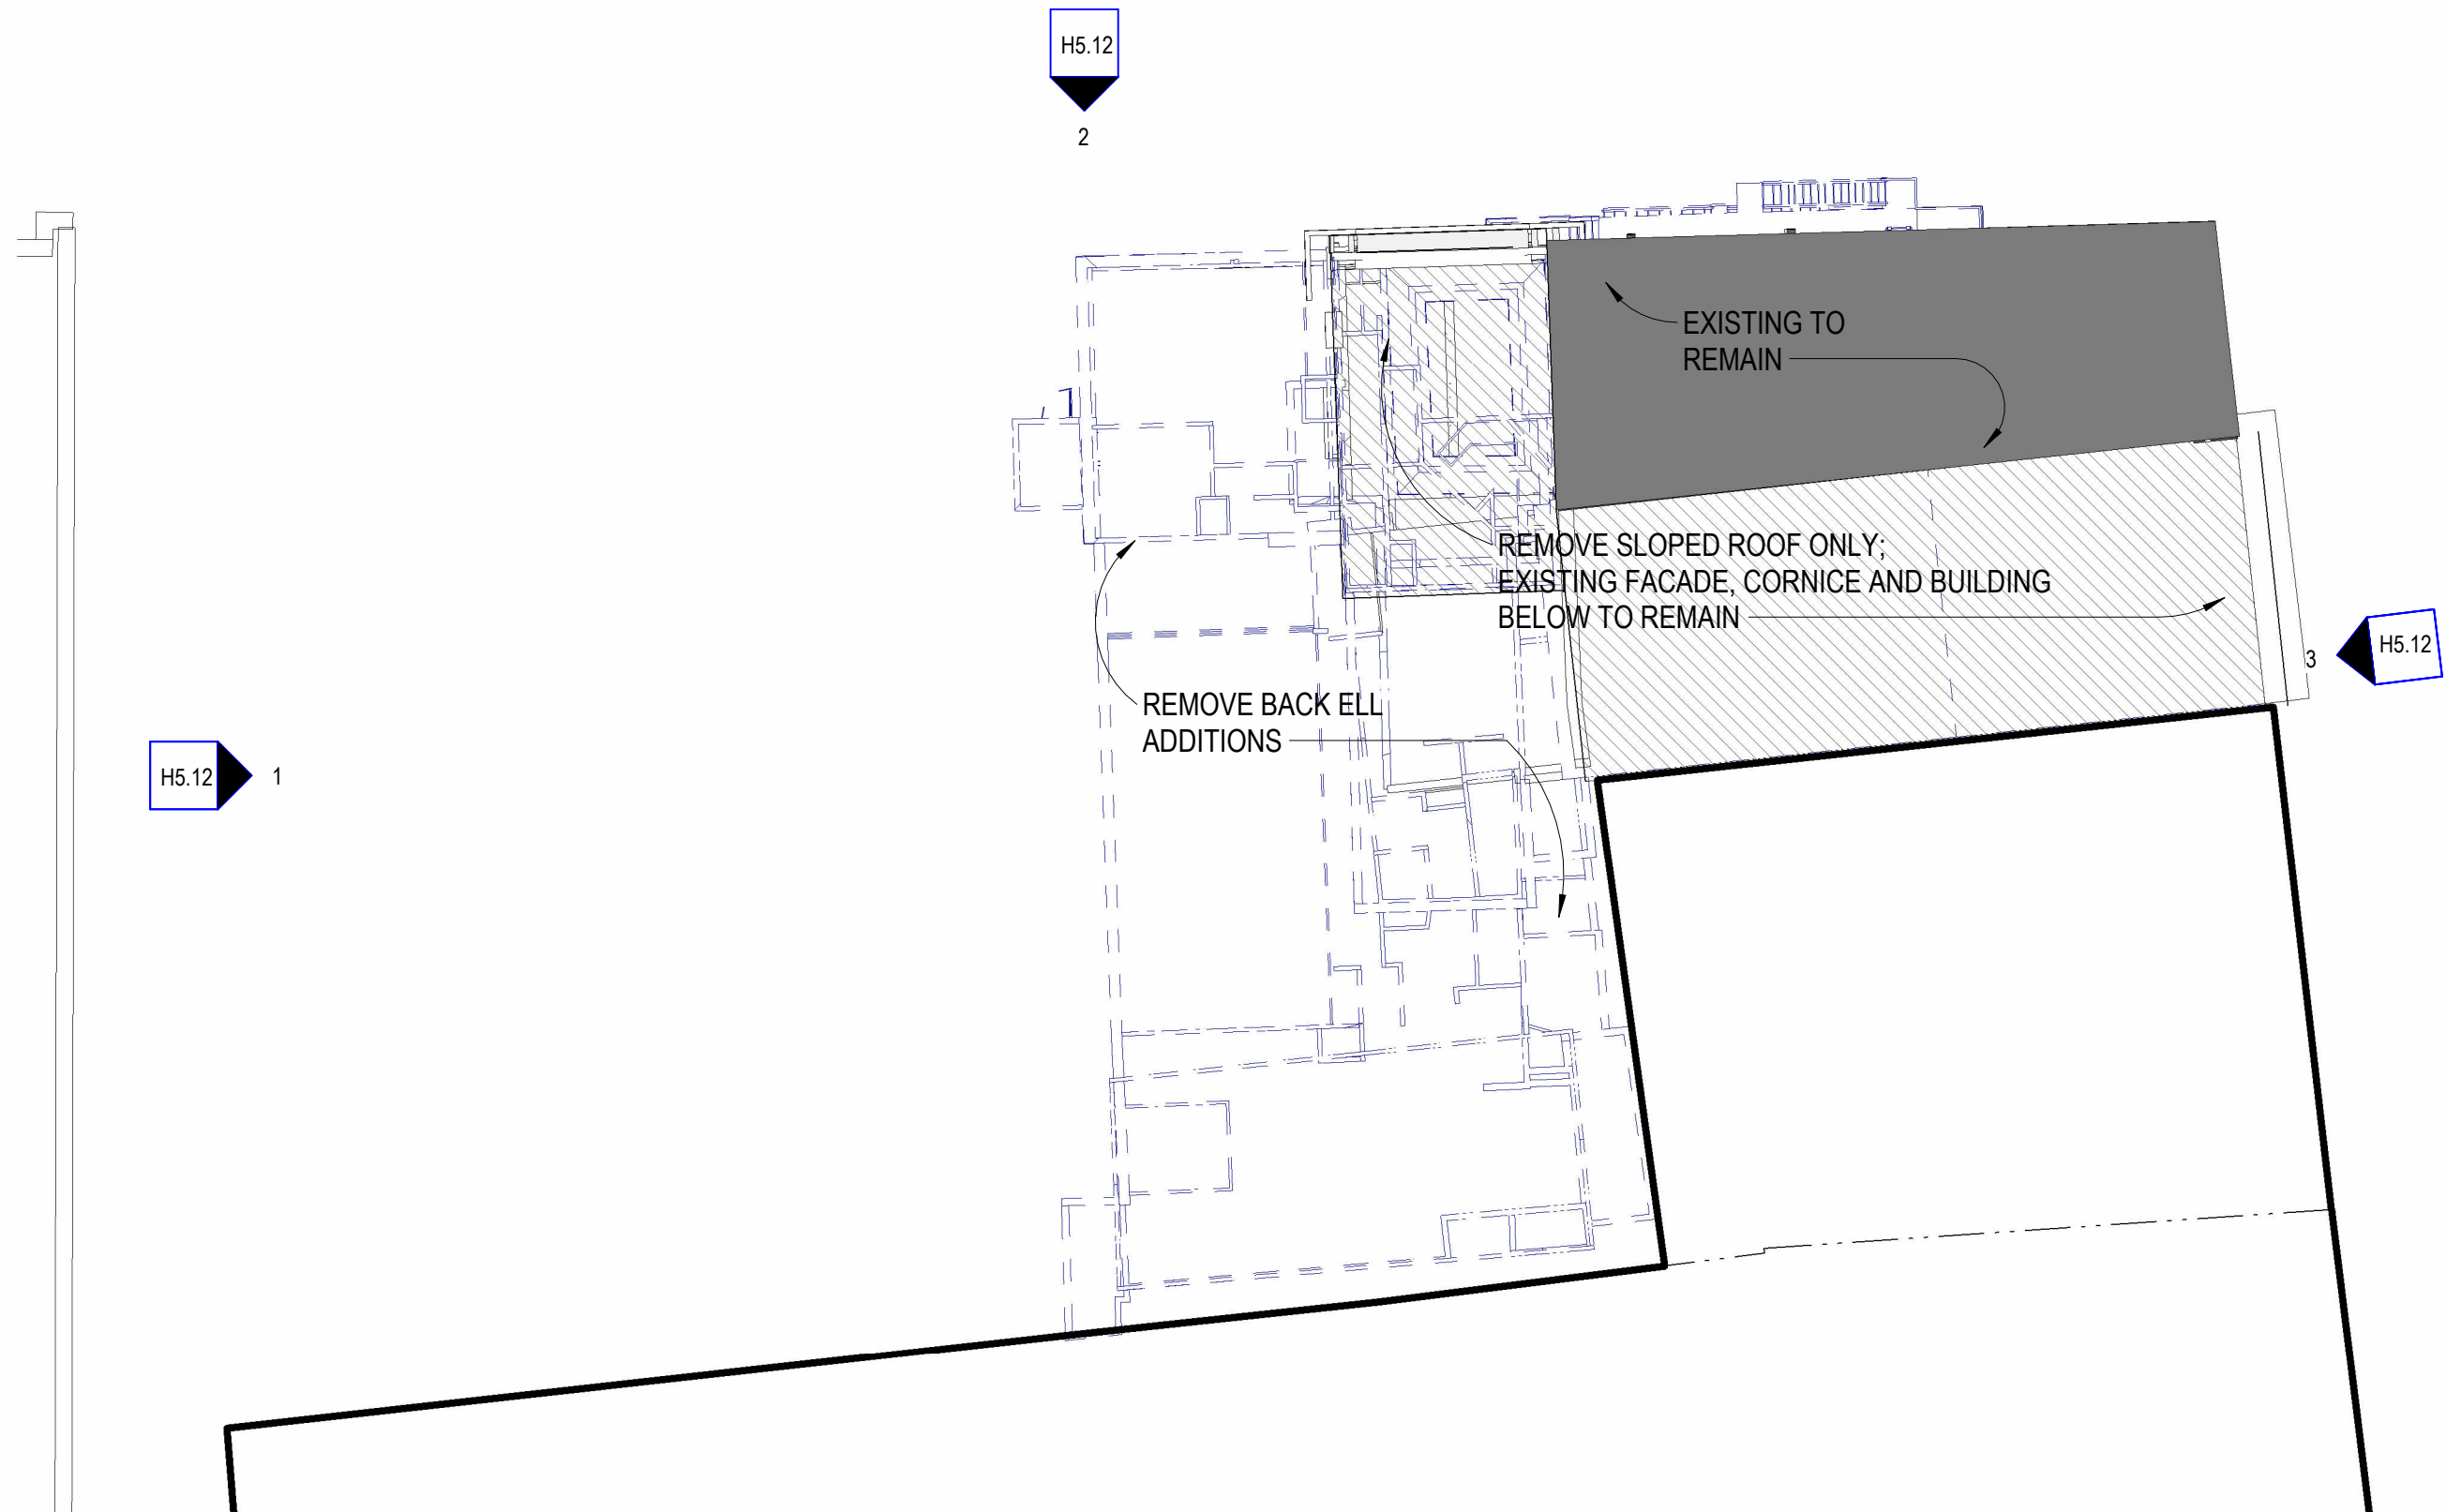 H5.12
2
EXISTING TO
REMAIN
REMOVE SLOPED ROOF ONLY;
EXISTING FACADE, CORNICE AND BUILDING
BELOW TO REMAIN
3
H5.12
REMOVE BACK ELL
ADDITIONS
H5.12
1